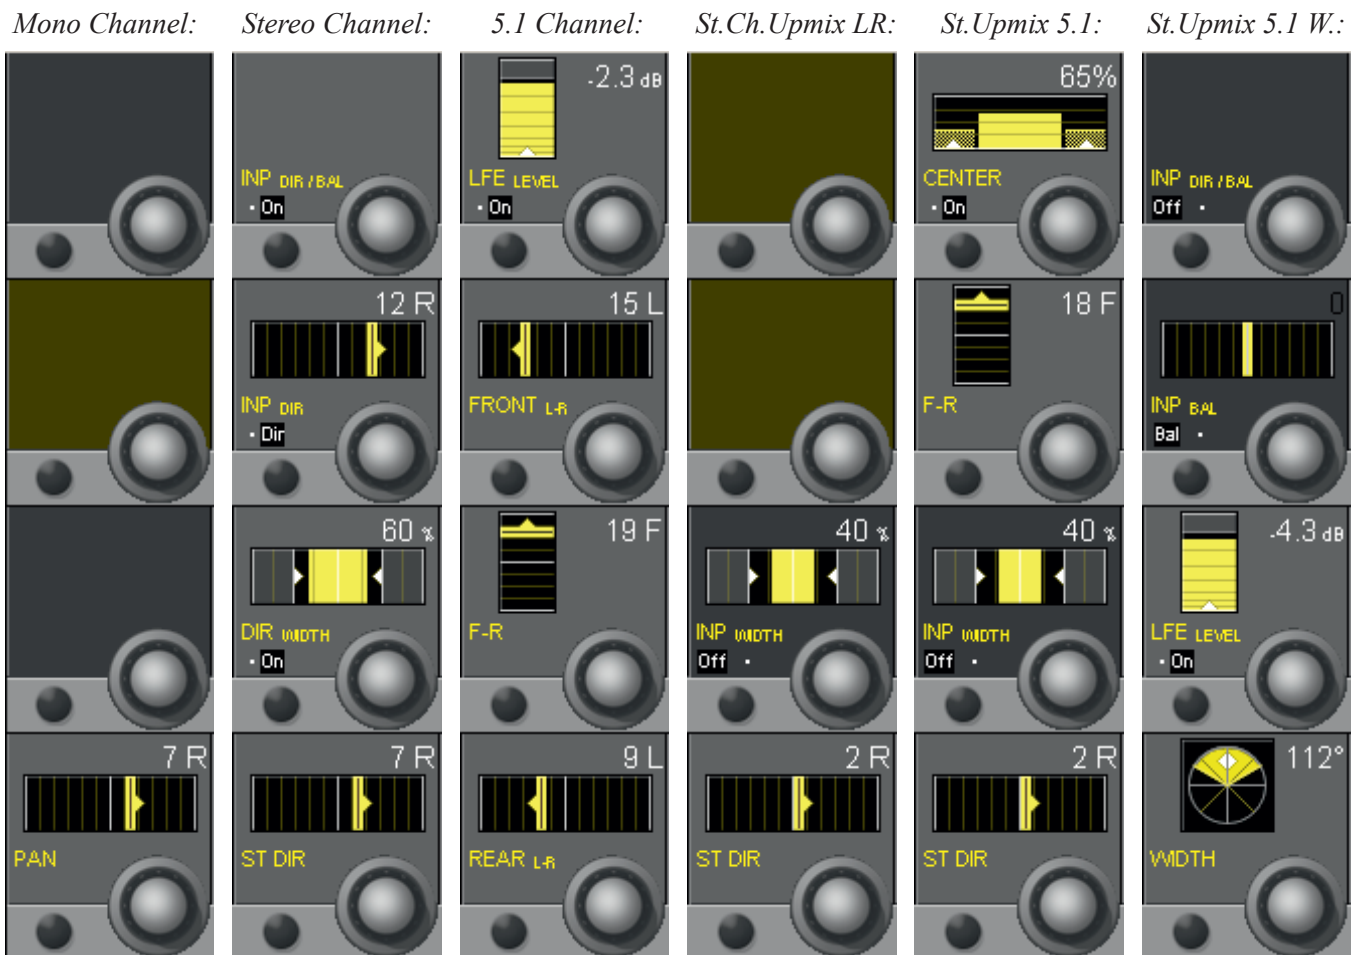 Mono Channel: Stereo Channel: 5.1 Channel: St.Ch.Upmix LR: St.Upmix 5.1: St.Upmix 5.1 W.:
-2.3 dB 65%
INP DIR / BAL LFE LEVEL CENTER INP DIR / BAL
On On On Off
12 R 15 L 18 F 0
INP DIR FRONT L-R F-R INP BAL
Dir Bal
60 % 19 F 40 % 40 % -4.3 dB
DIR WIDTH F-R INP WIDTH INP WIDTH LFE LEVEL
On Off Off On
7 R 7 R 9 L 2 R 2 R 112°
PAN ST DIR REAR L-R ST DIR ST DIR WIDTH